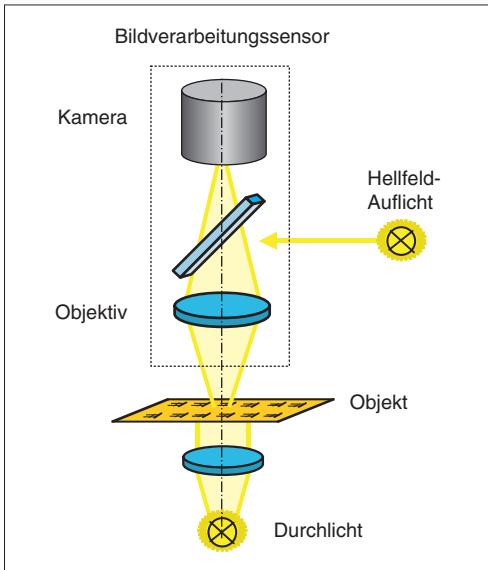 Bildverarbeitungssensor
Kamera
Hellfeld-
Auflicht
Objektiv
Objekt
Durchlicht